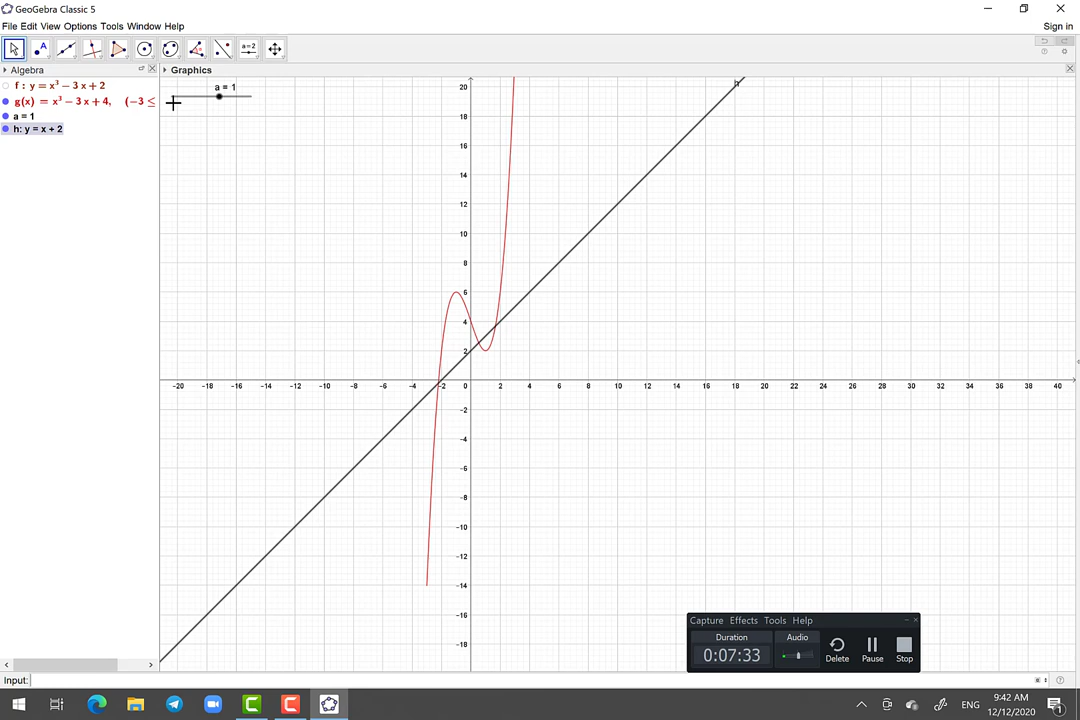 GeoGebra Classic 5
File Edit View Options Tools Window Help
Sign in
a=2
Algebra
Graphics
f : y = x³ − 3 x + 2
g(x) = x³ − 3 x + 4, (−3 ≤
a = 1
h: y = x + 2
a = 1
h
20
18
16
14
12
10
8
6
4
2
−20 −18 −16 −14 −12 −10 −8 −6 −4 −2 0 2 4 6 8 10 12 14 16 18 20 22 24 26 28 30 32 34 36 38 40
−2
−4
−6
−8
−10
−12
−14
−16
−18
Capture Effects Tools Help
Duration Audio
0:07:33
Delete Pause Stop
Input:
ENG
9:42 AM
12/12/2020
1